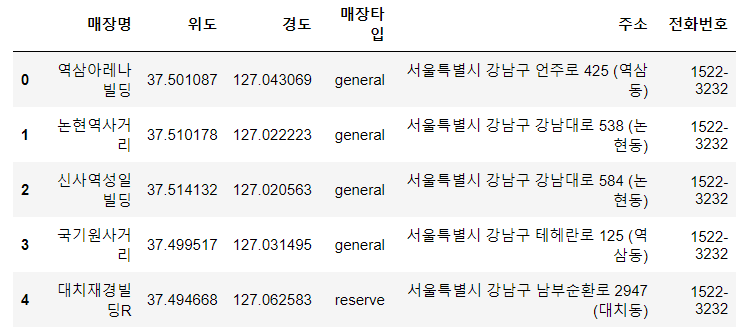 매장명 위도 경도 매장타입 주소 전화번호
0 역삼아레나빌딩 37.501087 127.043069 general 서울특별시 강남구 언주로 425 (역삼동) 1522-3232
1 논현역사거리 37.510178 127.022223 general 서울특별시 강남구 강남대로 538 (논현동) 1522-3232
2 신사역성일빌딩 37.514132 127.020563 general 서울특별시 강남구 강남대로 584 (논현동) 1522-3232
3 국기원사거리 37.499517 127.031495 general 서울특별시 강남구 테헤란로 125 (역삼동) 1522-3232
4 대치재경빌딩R 37.494668 127.062583 reserve 서울특별시 강남구 남부순환로 2947 (대치동) 1522-3232